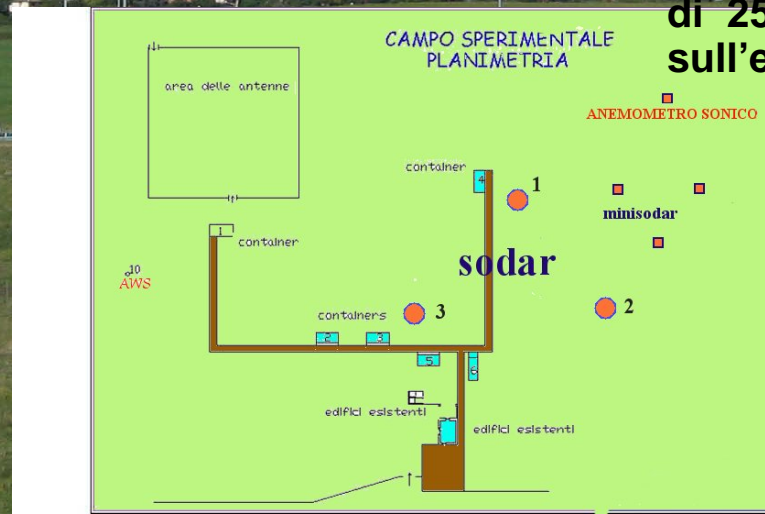 di 25
sull'e
CAMPO SPERIMENTALE
PLANIMETRIA
area delle antenne
ANEMOMETRO SONICO
container
4
1
minisodar
1
container
sodar
10
AWS
containers
3
2
2
3
5
6
edifici esistenti
edifici esistenti